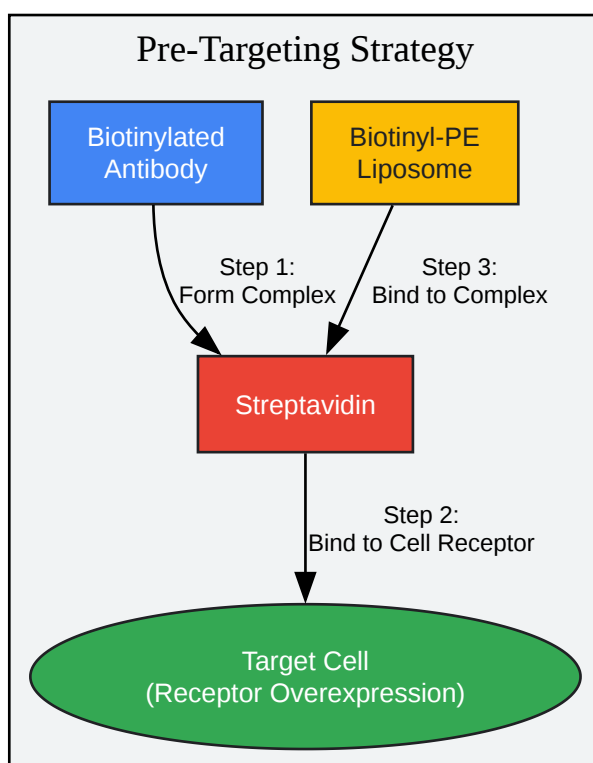 Pre-Targeting Strategy
Biotinylated
Antibody
Biotinyl-PE
Liposome
Step 1:
Form Complex
Step 3:
Bind to Complex
Streptavidin
Step 2:
Bind to Cell Receptor
Target Cell
(Receptor Overexpression)